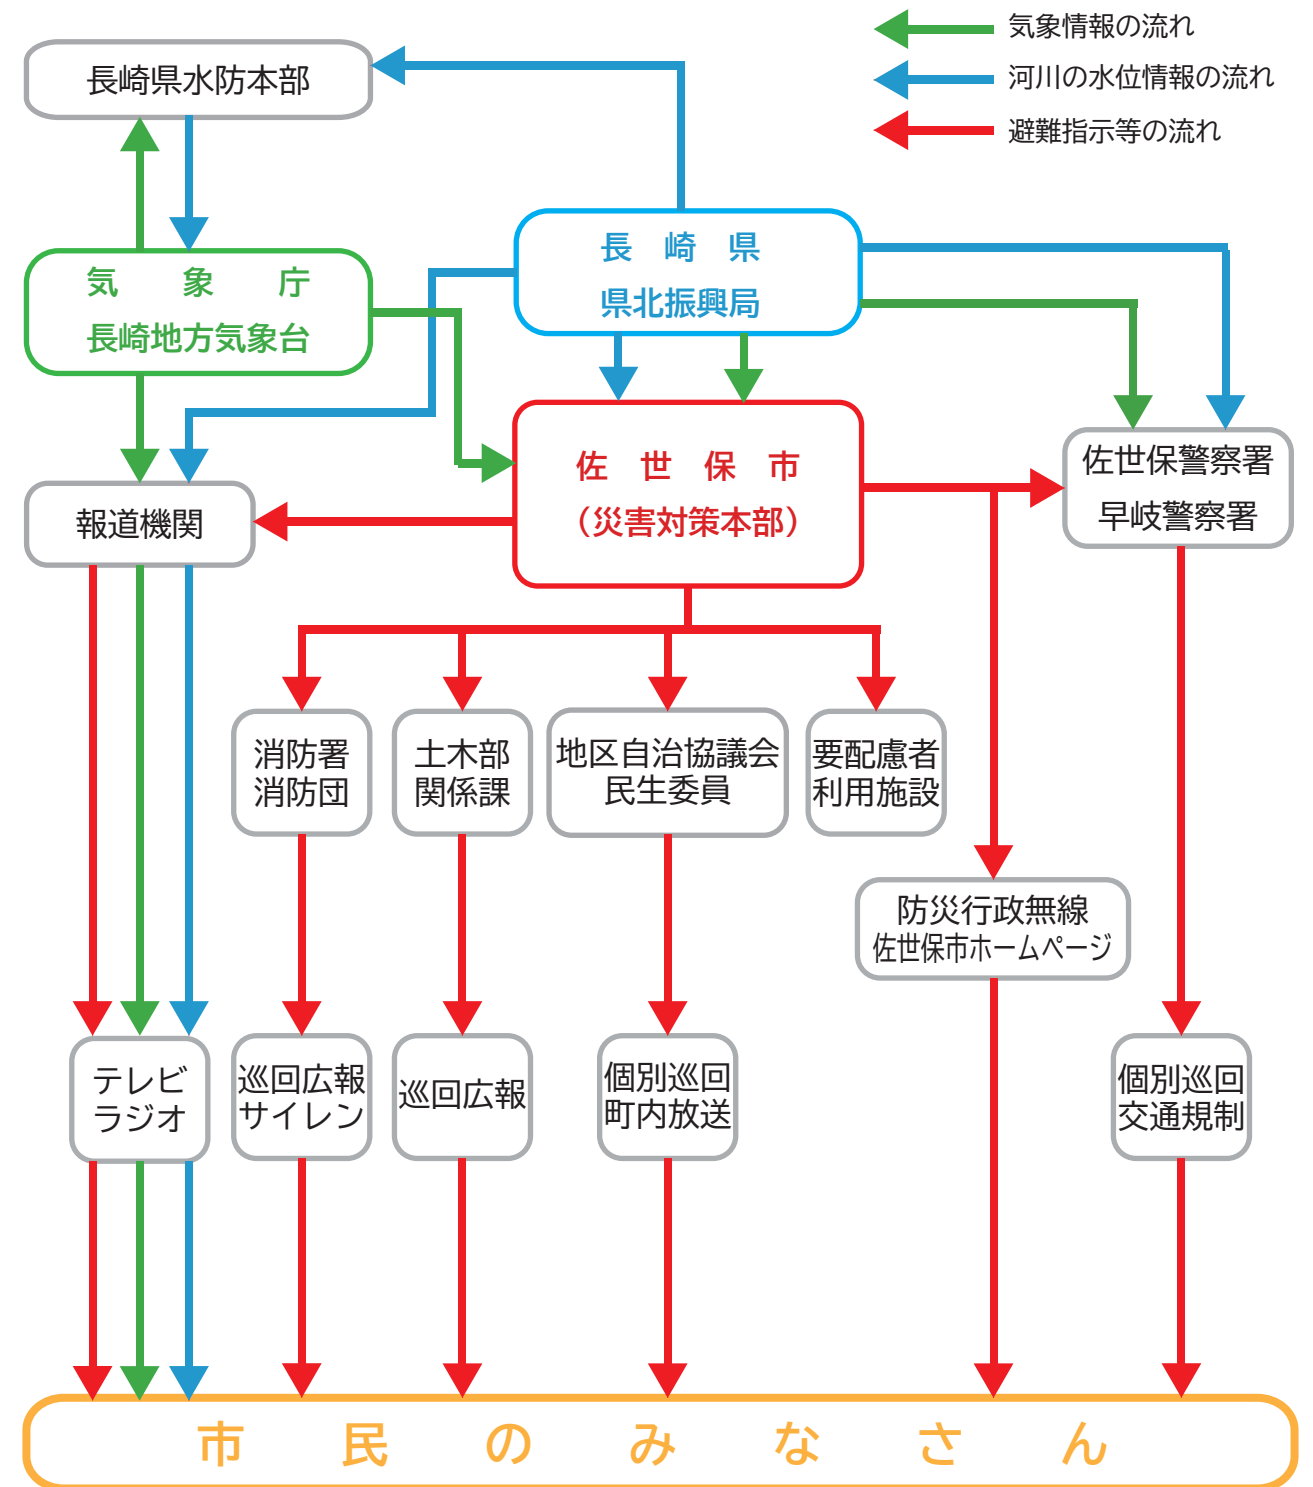 気象情報の流れ
河川の水位情報の流れ
避難指示等の流れ
長崎県水防本部
気象庁
長崎地方気象台
長崎県
県北振興局
佐世保市
（災害対策本部）
佐世保警察署
早岐警察署
報道機関
消防署
消防団
土木部
関係課
地区自治協議会
民生委員
要配慮者
利用施設
防災行政無線
佐世保市ホームページ
テレビ
ラジオ
巡回広報
サイレン
巡回広報
個別巡回
町内放送
個別巡回
交通規制
市民のみなさん